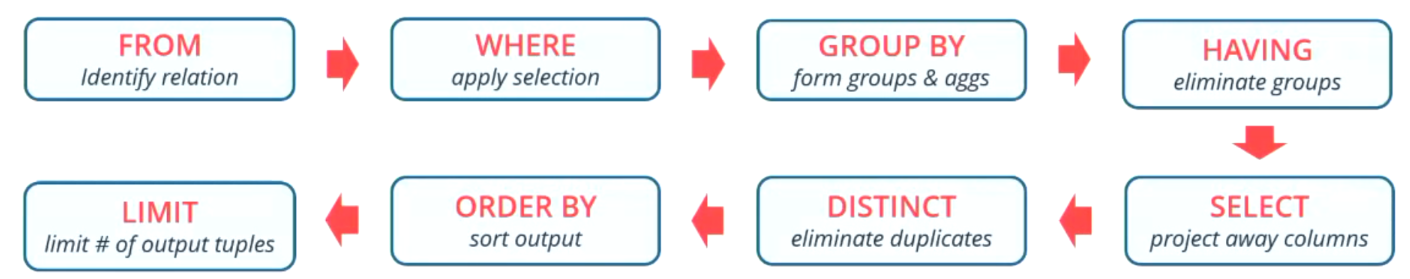 FROM
Identify relation
WHERE
apply selection
GROUP BY
form groups & aggs
HAVING
eliminate groups
SELECT
project away columns
DISTINCT
eliminate duplicates
ORDER BY
sort output
LIMIT
limit # of output tuples